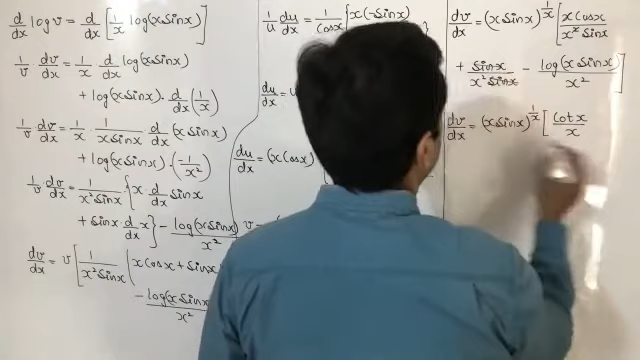 d/dx log v = d/dx [1/x log(x sinx)]
1/v dv/dx = 1/x · d/dx log(x sinx)
+ log(x sinx) · d/dx (1/x)
1/v · dv/dx = 1/x · 1/(x sinx) · d/dx (x sinx)
+ log(x sinx) · (-1/x²)
1/v · dv/dx = 1/(x² sinx) {x · d/dx sinx
+ sinx · d/dx x} - log(x sinx)/x²
dv/dx = v [1/(x² sinx) (x cosx + sinx
- log(x sinx)/x²
1/u du/dx = 1/cosx {x(-sinx)
}
du/dx = u
du/dx = (x cosx)
v =
dv/dx = (x sinx)^(1/x) [x cosx/(x² sinx)
+ sinx/(x² sinx) - log(x sinx)/x²]
dv/dx = (x sinx)^(1/x) [cotx/x